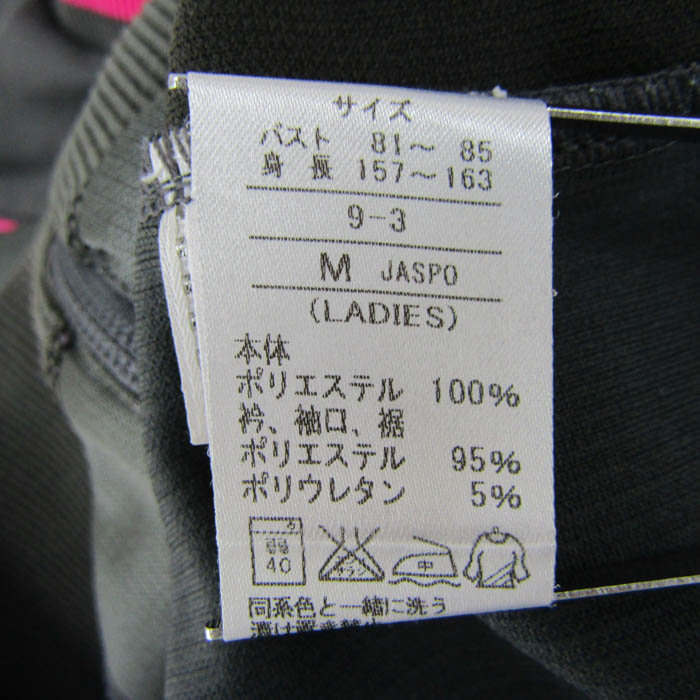 サイズ
バスト 81〜 85
身長 157〜163
9-3
M JASPO
(LADIES)
本体
ポリエステル 100%
衿、袖口、裾
ポリエステル 95%
ポリウレタン 5%
40 中
同系色と一緒に洗う